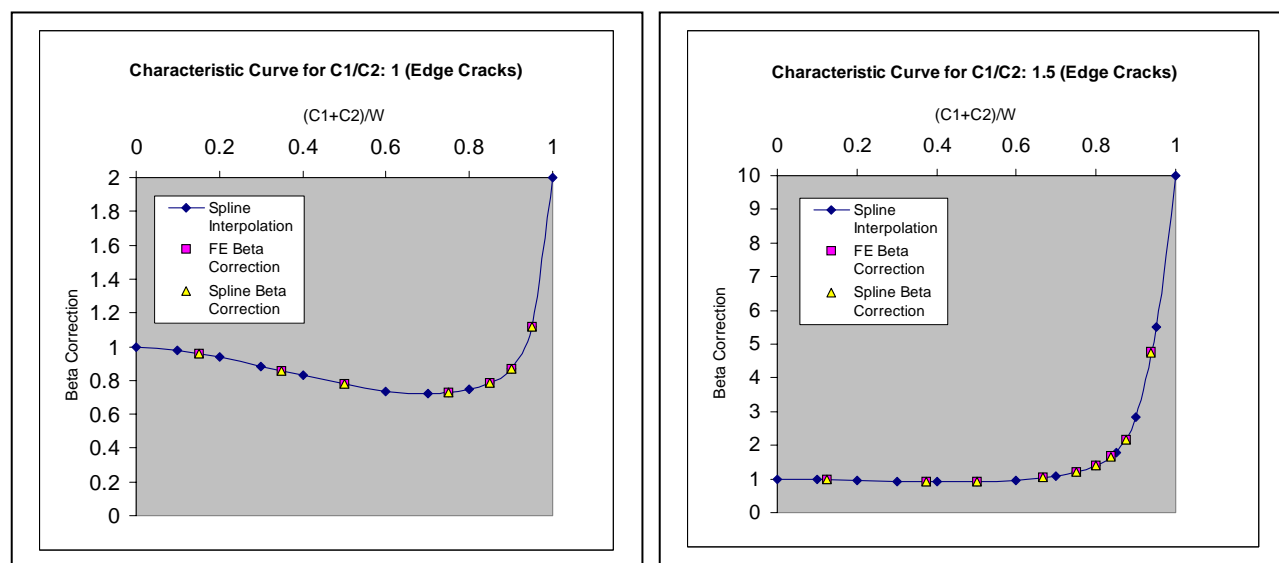 Characteristic Curve for C1/C2: 1 (Edge Cracks)
(C1+C2)/W
0 0.2 0.4 0.6 0.8 1
2
1.8
1.6
1.4
1.2
1
0.8
0.6
0.4
0.2
0
Beta Correction
Spline
Interpolation
FE Beta
Correction
Spline Beta
Correction
Characteristic Curve for C1/C2: 1.5 (Edge Cracks)
(C1+C2)/W
0 0.2 0.4 0.6 0.8 1
10
9
8
7
6
5
4
3
2
1
0
Beta Correction
Spline
Interpolation
FE Beta
Correction
Spline Beta
Correction